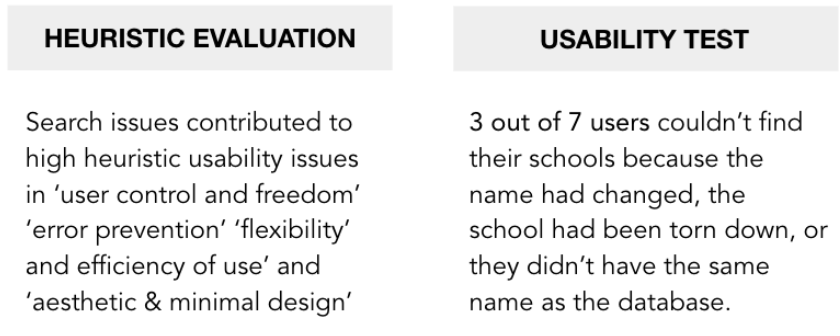 HEURISTIC EVALUATION
Search issues contributed to
high heuristic usability issues
in ‘user control and freedom’
‘error prevention’ ‘flexibility’
and efficiency of use’ and
‘aesthetic & minimal design’
USABILITY TEST
3 out of 7 users couldn’t find
their schools because the
name had changed, the
school had been torn down, or
they didn’t have the same
name as the database.